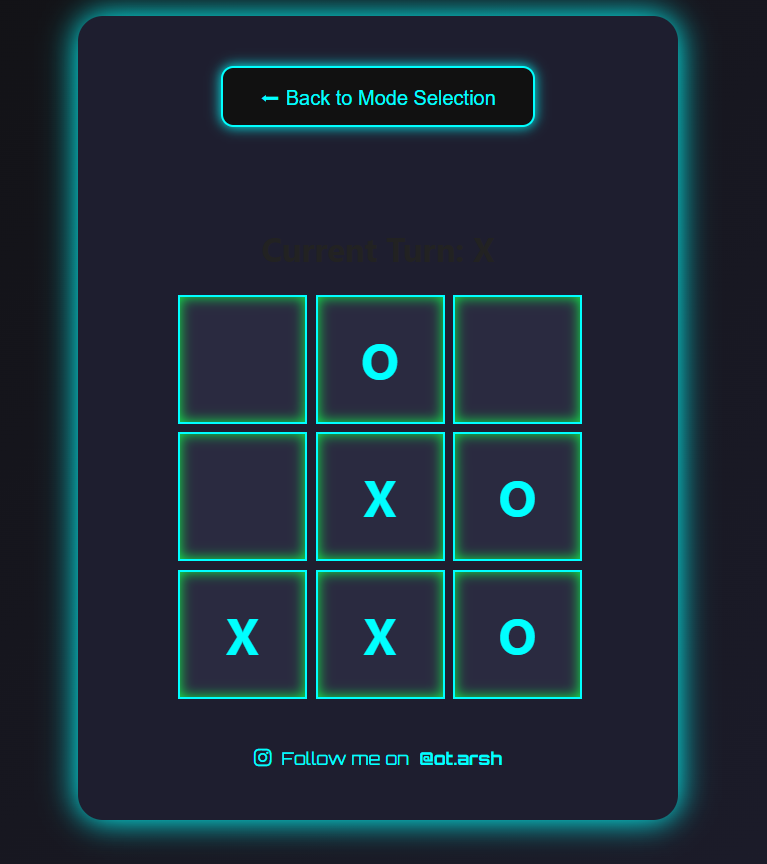 ← Back to Mode Selection
Current Turn: X
O
X O
X X O
Follow me on @ot.arsh